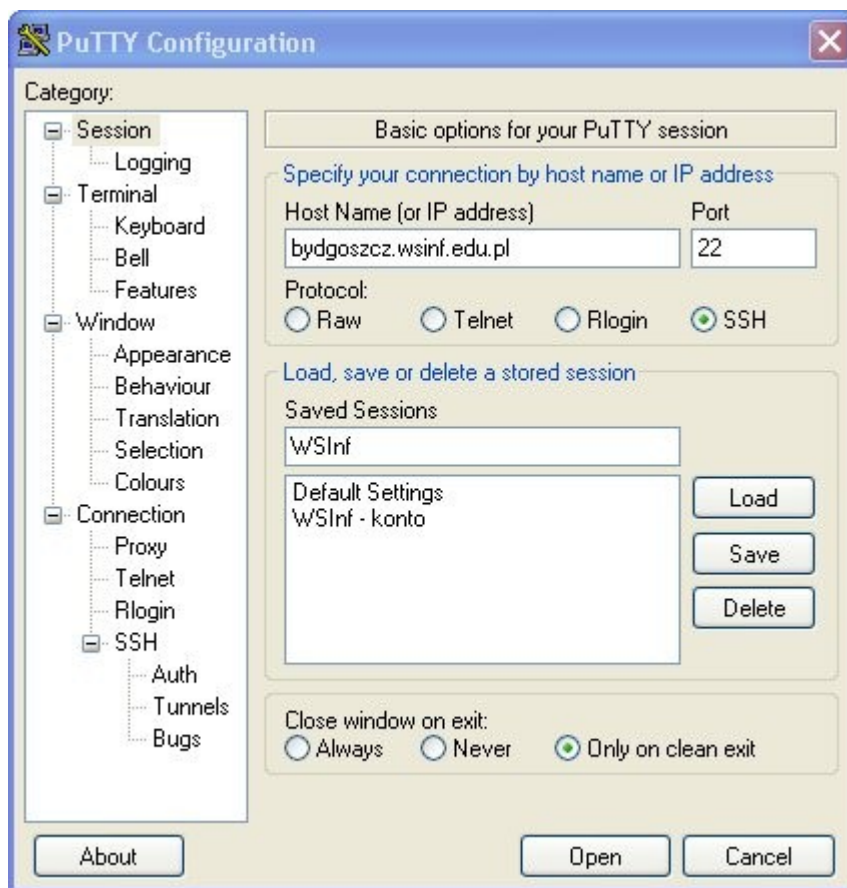 PuTTY Configuration
Category:
Session
Logging
Terminal
Keyboard
Bell
Features
Window
Appearance
Behaviour
Translation
Selection
Colours
Connection
Proxy
Telnet
Rlogin
SSH
Auth
Tunnels
Bugs
Basic options for your PuTTY session
Specify your connection by host name or IP address
Host Name (or IP address) Port
bydgoszcz.wsinf.edu.pl 22
Protocol:
Raw Telnet Rlogin SSH
Load, save or delete a stored session
Saved Sessions
WSInf
Default Settings
WSInf - konto
Load
Save
Delete
Close window on exit:
Always Never Only on clean exit
About Open Cancel